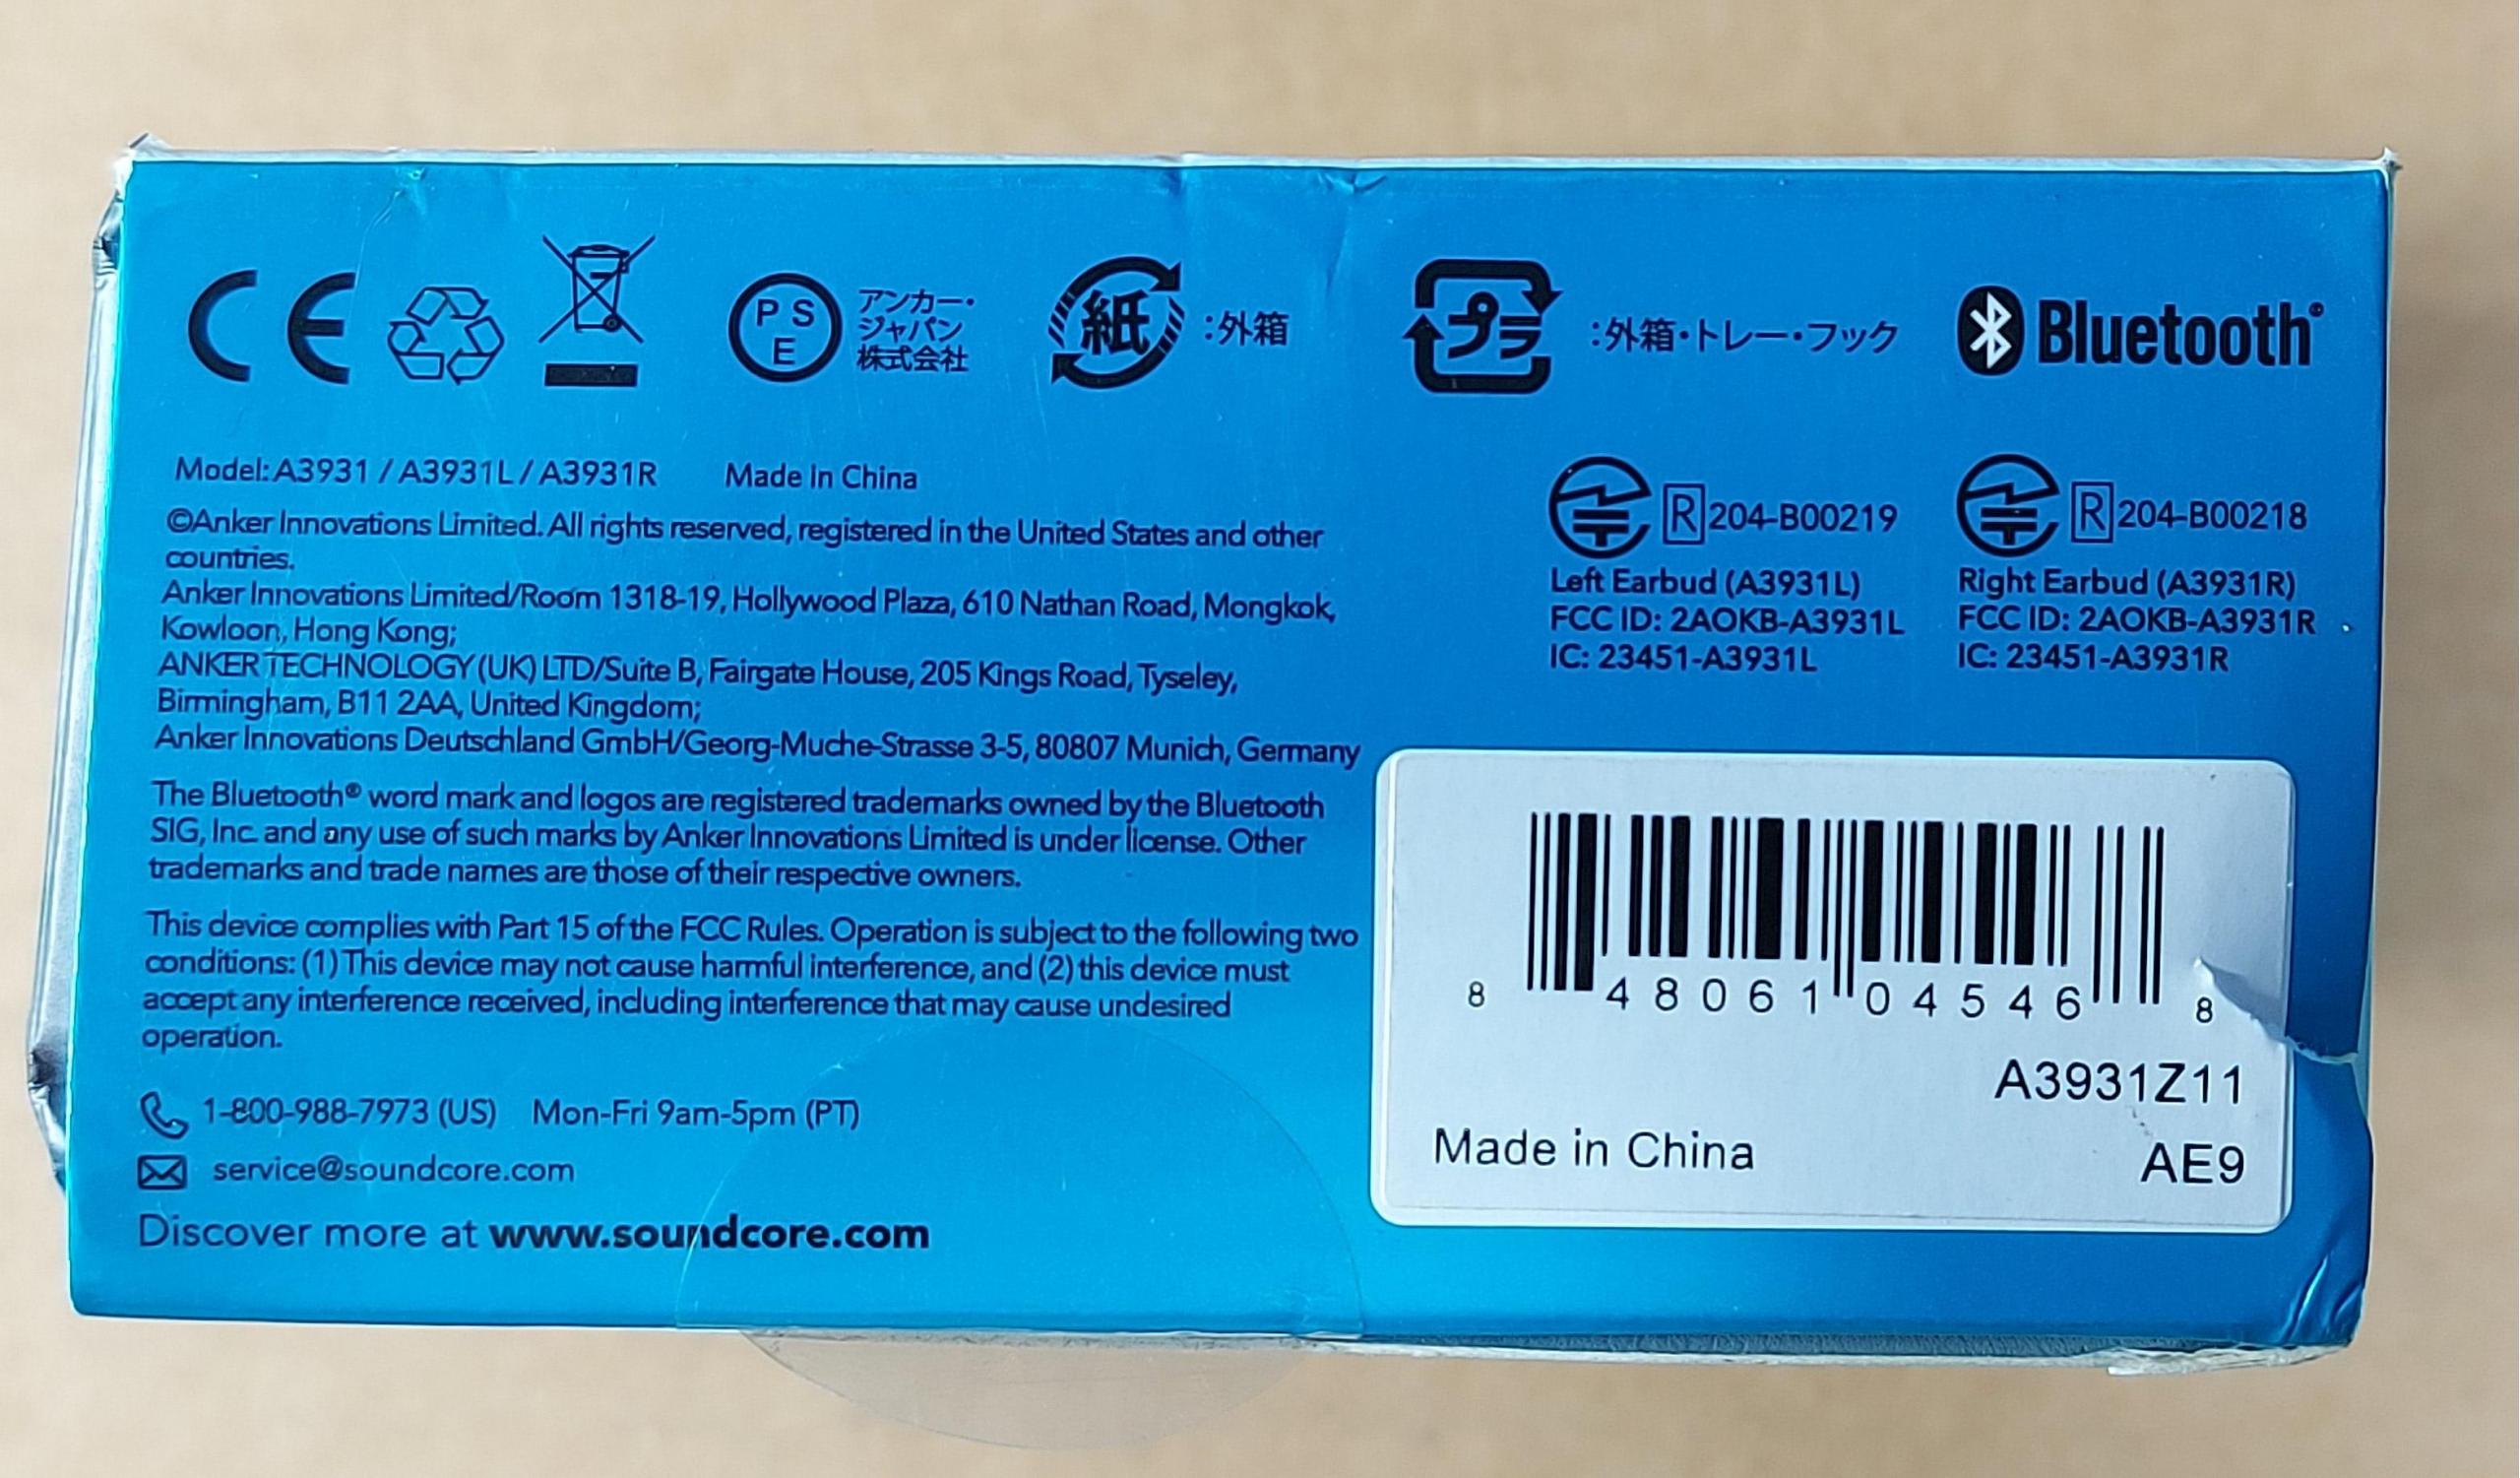 CE
P S
E
アンカー・
ジャパン
株式会社
紙
:外箱
プラ
:外箱・トレー・フック
Bluetooth®
Model: A3931 / A3931L / A3931R Made In China
©Anker Innovations Limited. All rights reserved, registered in the United States and other
countries.
Anker Innovations Limited/Room 1318-19, Hollywood Plaza, 610 Nathan Road, Mongkok,
Kowloon, Hong Kong;
ANKER TECHNOLOGY (UK) LTD/Suite B, Fairgate House, 205 Kings Road, Tyseley,
Birmingham, B11 2AA, United Kingdom;
Anker Innovations Deutschland GmbH/Georg-Muche-Strasse 3-5, 80807 Munich, Germany
The Bluetooth® word mark and logos are registered trademarks owned by the Bluetooth
SIG, Inc. and any use of such marks by Anker Innovations Limited is under license. Other
trademarks and trade names are those of their respective owners.
This device complies with Part 15 of the FCC Rules. Operation is subject to the following two
conditions: (1) This device may not cause harmful interference, and (2) this device must
accept any interference received, including interference that may cause undesired
operation.
1-800-988-7973 (US) Mon-Fri 9am-5pm (PT)
service@soundcore.com
Discover more at www.soundcore.com
R 204-B00219
Left Earbud (A3931L)
FCC ID: 2AOKB-A3931L
IC: 23451-A3931L
R 204-B00218
Right Earbud (A3931R)
FCC ID: 2AOKB-A3931R
IC: 23451-A3931R
8 48061 04546 8
A3931Z11
Made in China
AE9